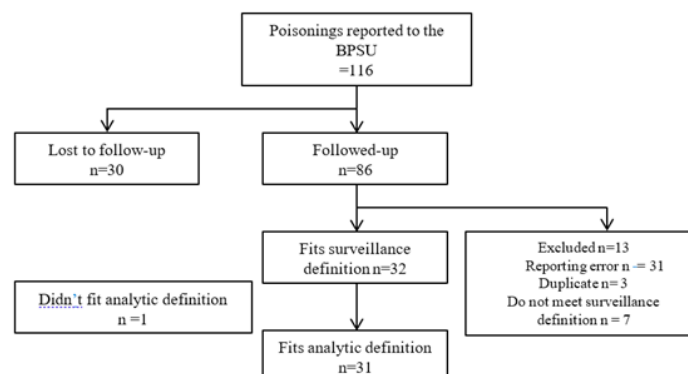 Poisonings reported to the
BPSU
=116
Lost to follow-up
n=30
Followed-up
n=86
Fits surveillance
definition n=32
Excluded n=13
Reporting error n -= 31
Duplicate n= 3
Do not meet surveillance
definition n = 7
Didn’t fit analytic definition
n =1
Fits analytic definition
n=31